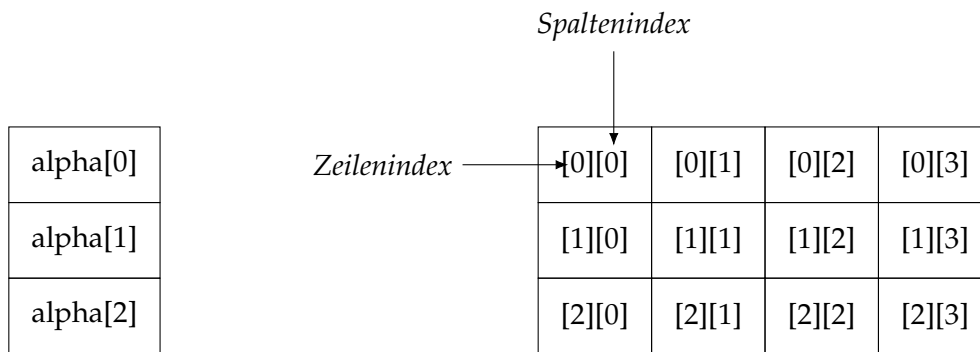 Spaltenindex
alpha[0] Zeilenindex [0][0] [0][1] [0][2] [0][3]
alpha[1] [1][0] [1][1] [1][2] [1][3]
alpha[2] [2][0] [2][1] [2][2] [2][3]